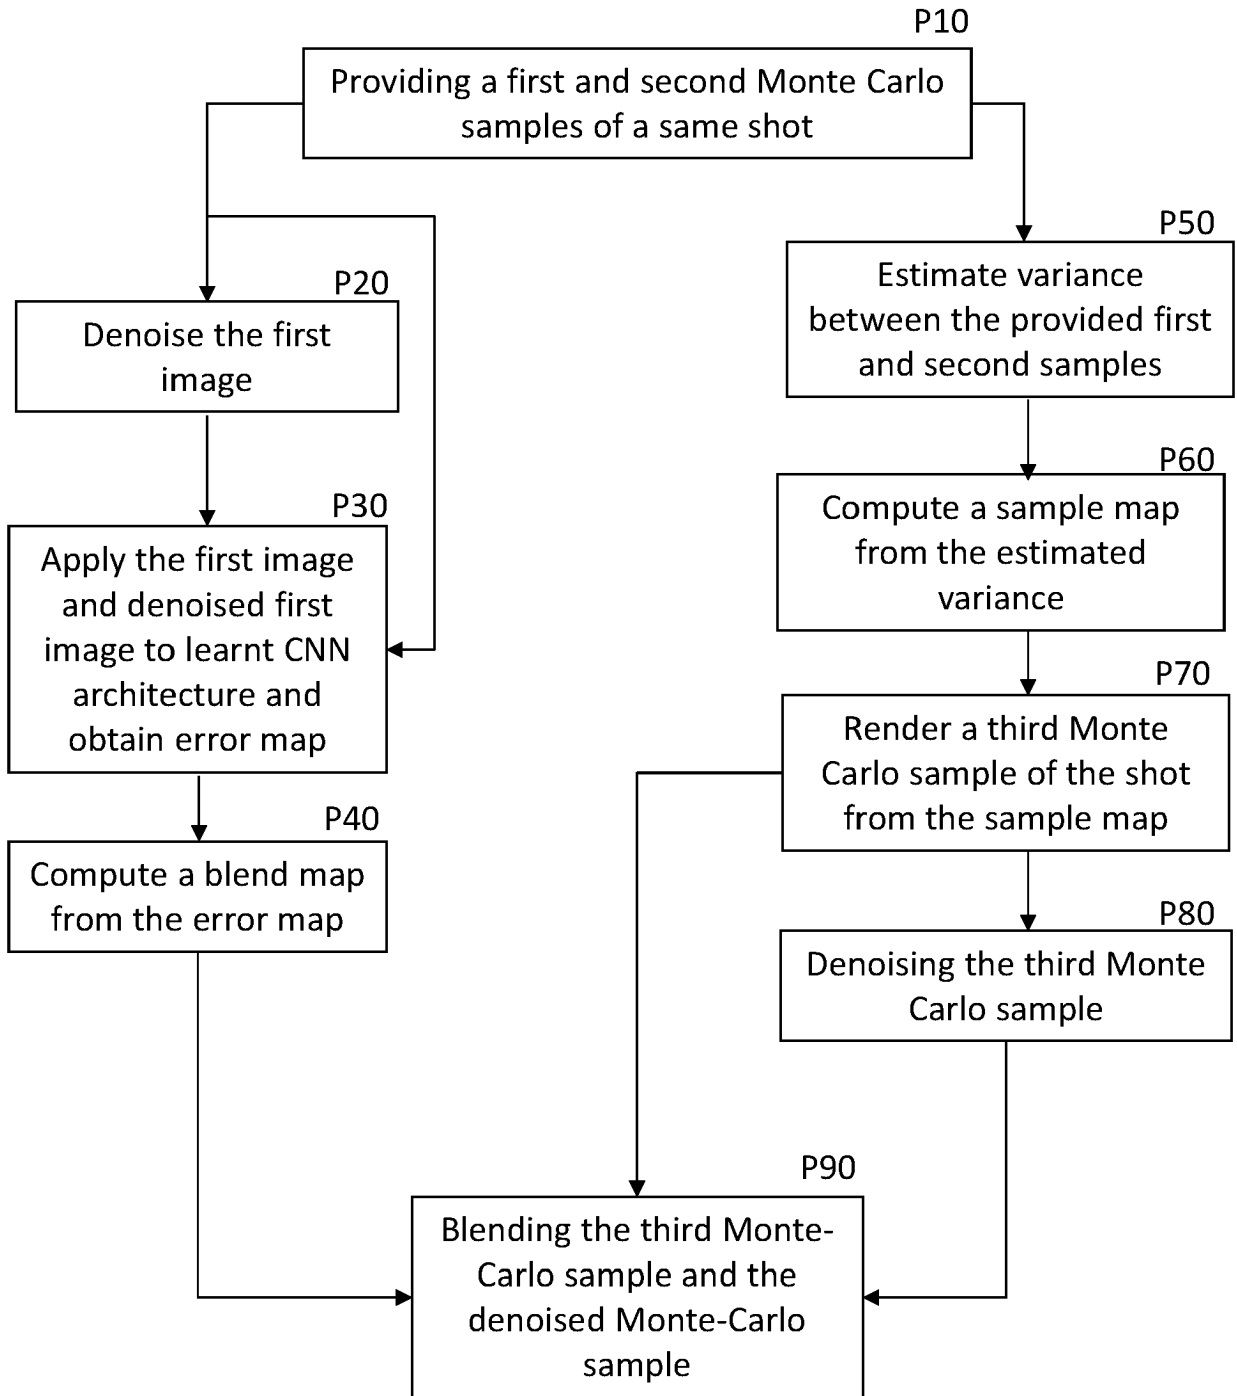 P10
Providing a first and second Monte Carlo
samples of a same shot
P20
Denoise the first
image
P30
Apply the first image
and denoised first
image to learnt CNN
architecture and
obtain error map
P40
Compute a blend map
from the error map
P50
Estimate variance
between the provided first
and second samples
P60
Compute a sample map
from the estimated
variance
P70
Render a third Monte
Carlo sample of the shot
from the sample map
P80
Denoising the third Monte
Carlo sample
P90
Blending the third Monte-
Carlo sample and the
denoised Monte-Carlo
sample